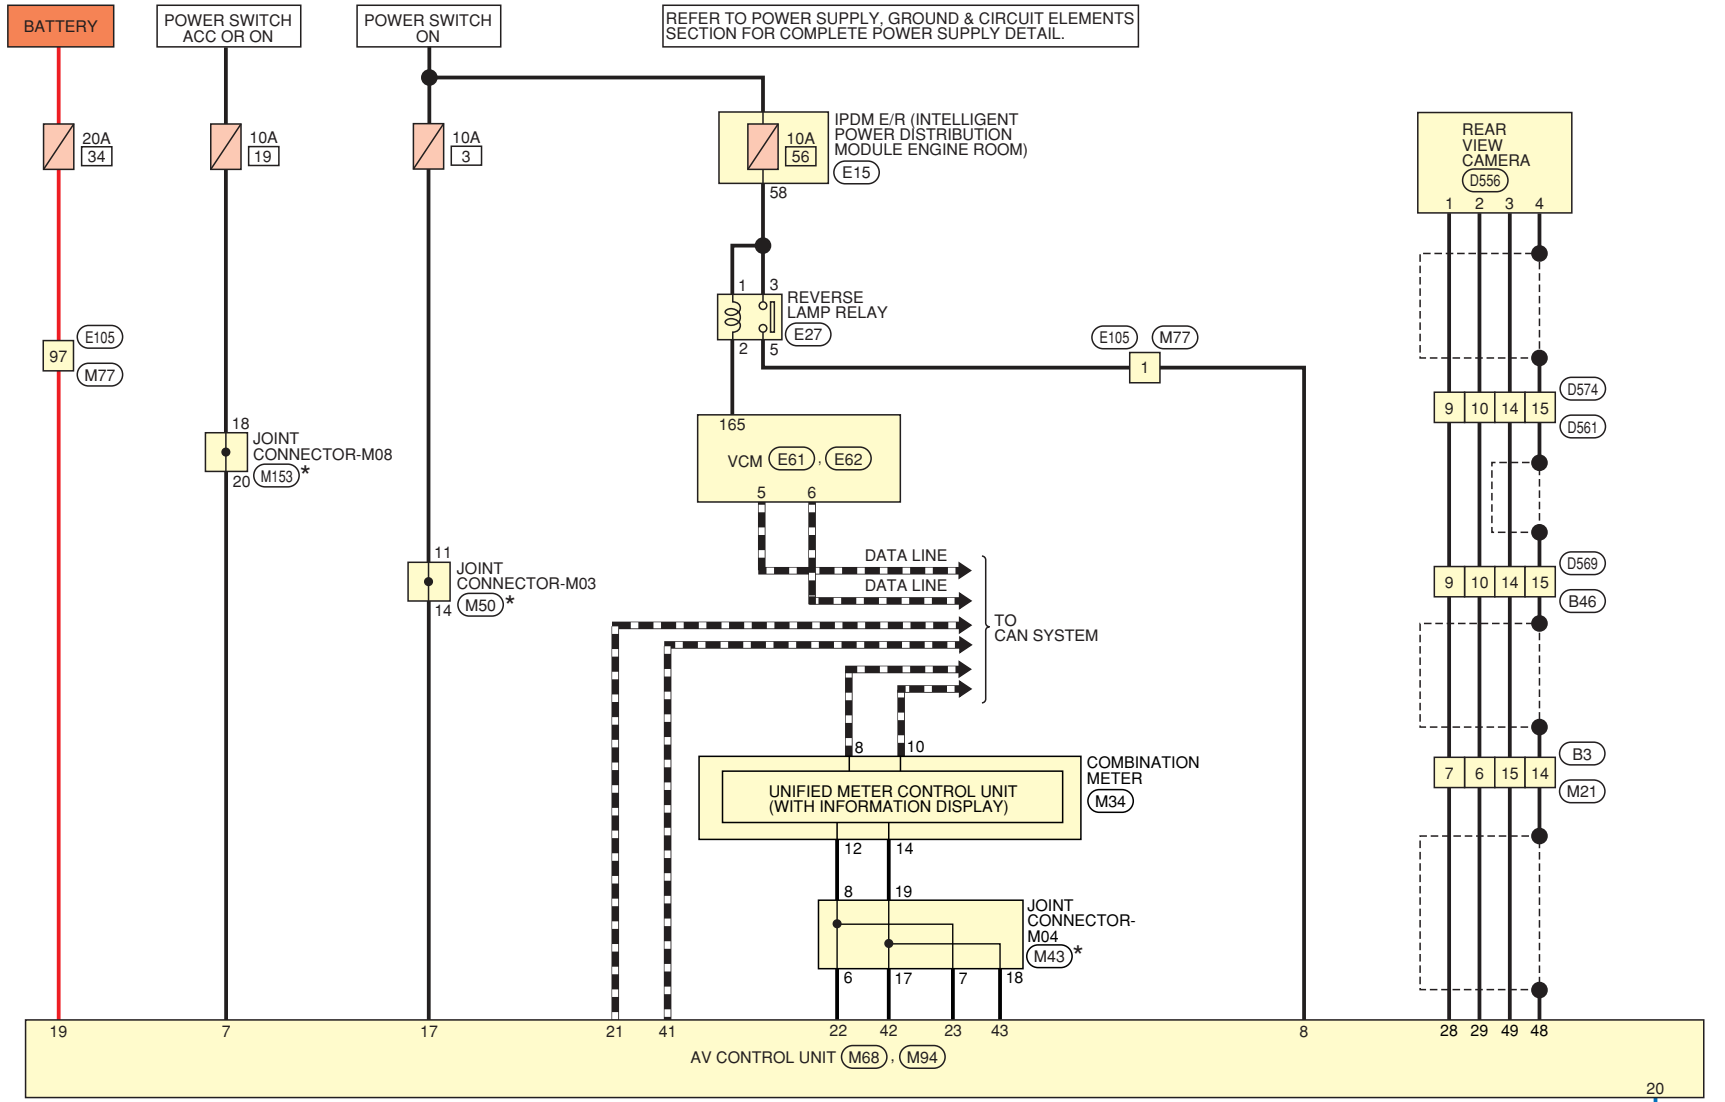 BATTERY
POWER SWITCH
ACC OR ON
POWER SWITCH
ON
REFER TO POWER SUPPLY, GROUND & CIRCUIT ELEMENTS
SECTION FOR COMPLETE POWER SUPPLY DETAIL.
20A
34
10A
19
10A
3
10A
56
IPDM E/R (INTELLIGENT
POWER DISTRIBUTION
MODULE ENGINE ROOM)
E15
58
REAR
VIEW
CAMERA
D556
1 2 3 4
1 3
REVERSE
LAMP RELAY
E27
2 5
97
E105
M77
E105 M77
1
9 10 14 15
D574
D561
18
JOINT
CONNECTOR-M08
20 M153 *
165
VCM E61 , E62
5 6
11
JOINT
CONNECTOR-M03
14 M50 *
DATA LINE
DATA LINE
TO
CAN SYSTEM
9 10 14 15
D569
B46
8 10
COMBINATION
METER
M34
UNIFIED METER CONTROL UNIT
(WITH INFORMATION DISPLAY)
12 14
7 6 15 14
B3
M21
8 19
JOINT
CONNECTOR-
M04
M43 *
6 17 7 18
19 7 17 21 41 22 42 23 43 8 28 29 49 48
AV CONTROL UNIT M68 , M94
20